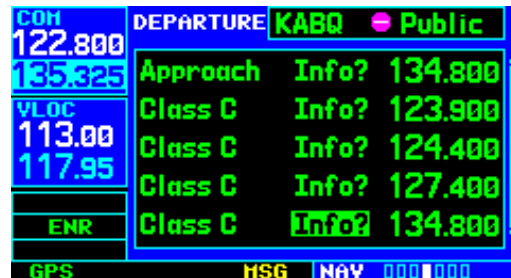 COM
122.800
135.325
VLOC
113.00
117.95
ENR
GPS
DEPARTURE KABQ Public
Approach Info? 134.800
Class C Info? 123.900
Class C Info? 124.400
Class C Info? 127.400
Class C Info? 134.800
MSG NAV